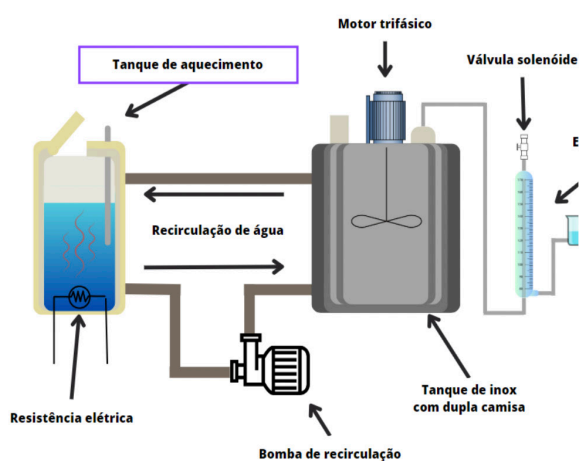 Motor trifásico
Válvula solenóide
Tanque de aquecimento
Recirculação de água
Tanque de inox
com dupla camisa
Resistência elétrica
Bomba de recirculação